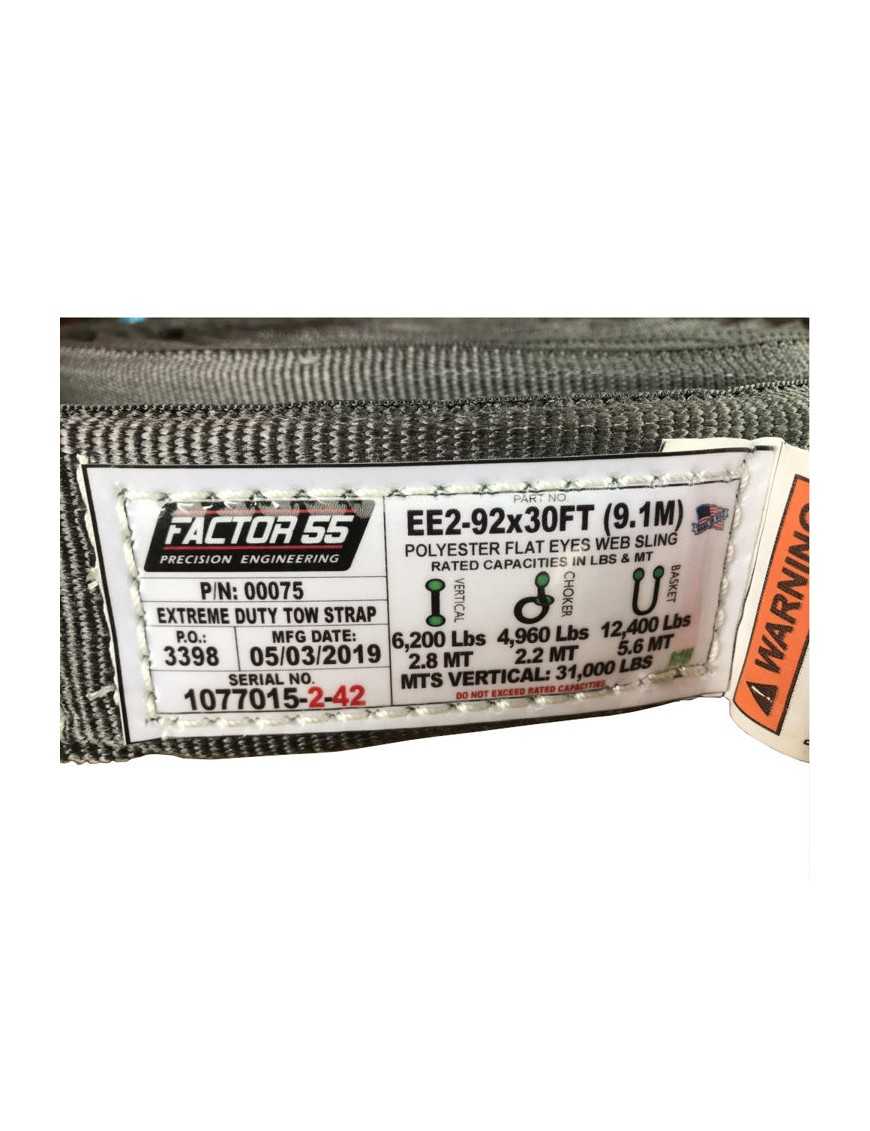 FACTOR 55
PRECISION ENGINEERING
P/N: 00075
EXTREME DUTY TOW STRAP
P.O.:
3398
MFG DATE:
05/03/2019
SERIAL NO.
1077015-2-42
PART NO.
EE2-92x30FT (9.1M)
POLYESTER FLAT EYES WEB SLING
RATED CAPACITIES IN LBS & MT
VERTICAL
6,200 Lbs
2.8 MT
CHOKER
4,960 Lbs
2.2 MT
BASKET
12,400 Lbs
5.6 MT
MTS VERTICAL: 31,000 LBS
DO NOT EXCEED RATED CAPACITIES
WARNING